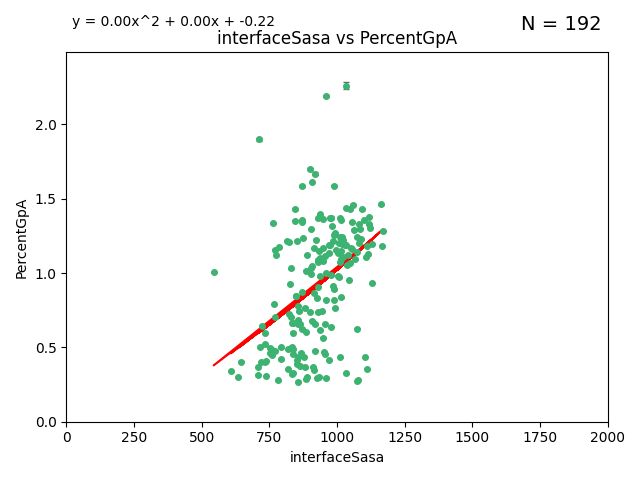 y = 0.00x^2 + 0.00x + -0.22
N = 192
interfaceSasa vs PercentGpA
PercentGpA
2.0
1.5
1.0
0.5
0.0
0 250 500 750 1000 1250 1500 1750 2000
interfaceSasa